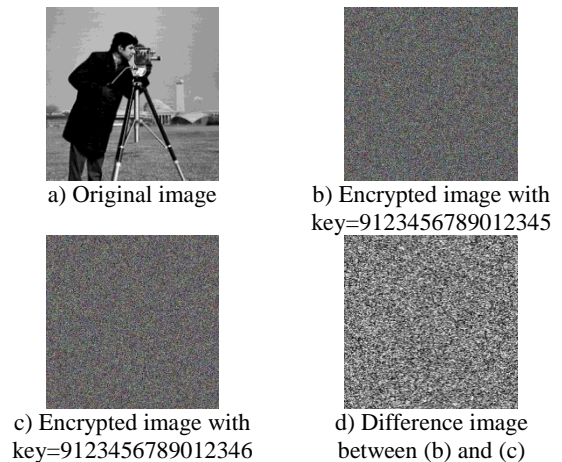 a) Original image
b) Encrypted image with
key=9123456789012345
c) Encrypted image with
key=9123456789012346
d) Difference image
between (b) and (c)